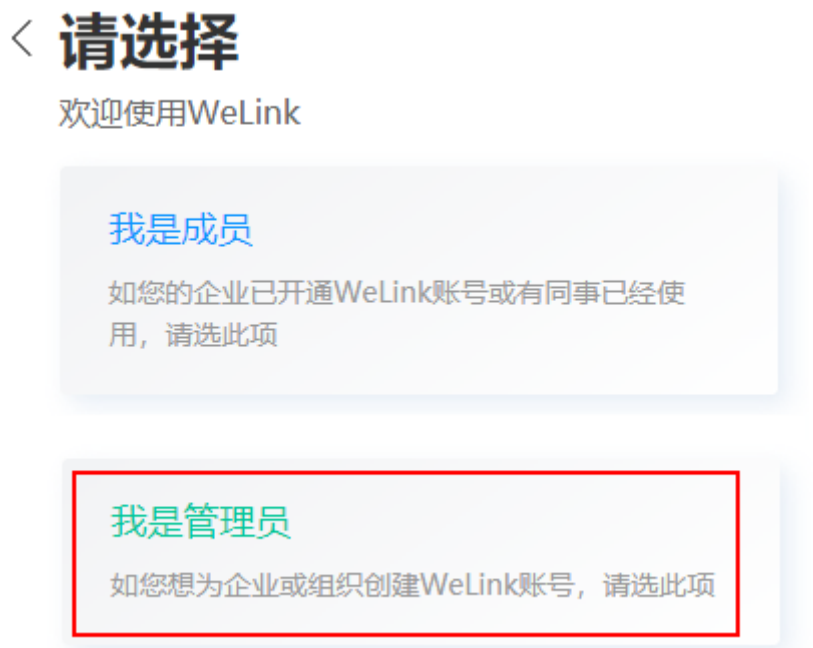 请选择
欢迎使用WeLink
我是成员
如您的企业已开通WeLink账号或有同事已经使
用，请选此项
我是管理员
如您想为企业或组织创建WeLink账号，请选此项